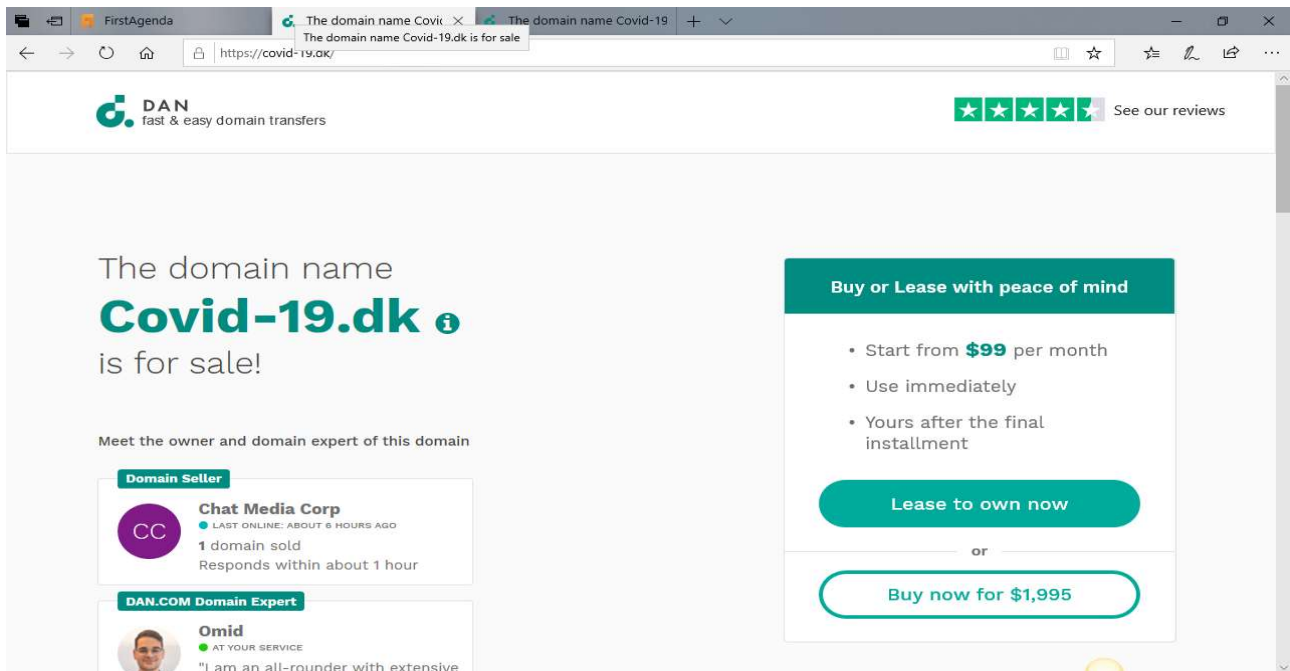 FirstAgenda
The domain name Covi
The domain name Covid-19
The domain name Covid-19.dk is for sale
https://covid-19.dk/
DAN
fast & easy domain transfers
See our reviews
The domain name
Covid-19.dk
is for sale!
Meet the owner and domain expert of this domain
Domain Seller
CC
Chat Media Corp
LAST ONLINE: ABOUT 6 HOURS AGO
1 domain sold
Responds within about 1 hour
DAN.COM Domain Expert
Omid
AT YOUR SERVICE
"I am an all-rounder with extensive
Buy or Lease with peace of mind
• Start from $99 per month
• Use immediately
• Yours after the final
installment
Lease to own now
or
Buy now for $1,995